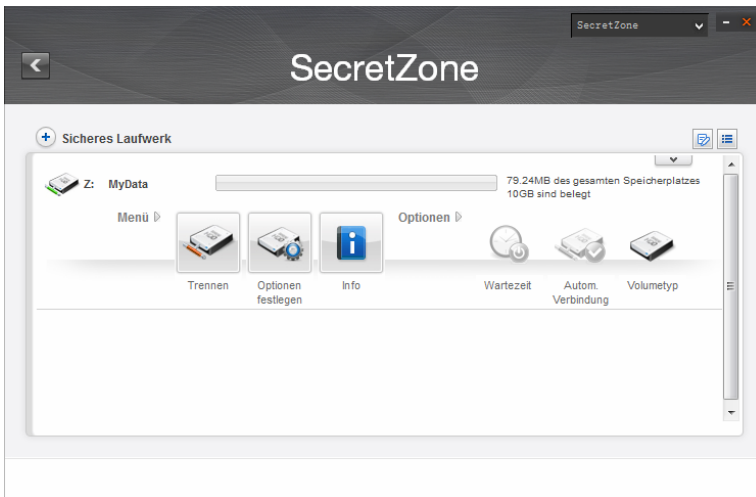 SecretZone
SecretZone
Sicheres Laufwerk
Z: MyData
79.24MB des gesamten Speicherplatzes
10GB sind belegt
Menü
Optionen
Trennen
Optionen
festlegen
Info
Wartezeit
Autom.
Verbindung
Volumetyp